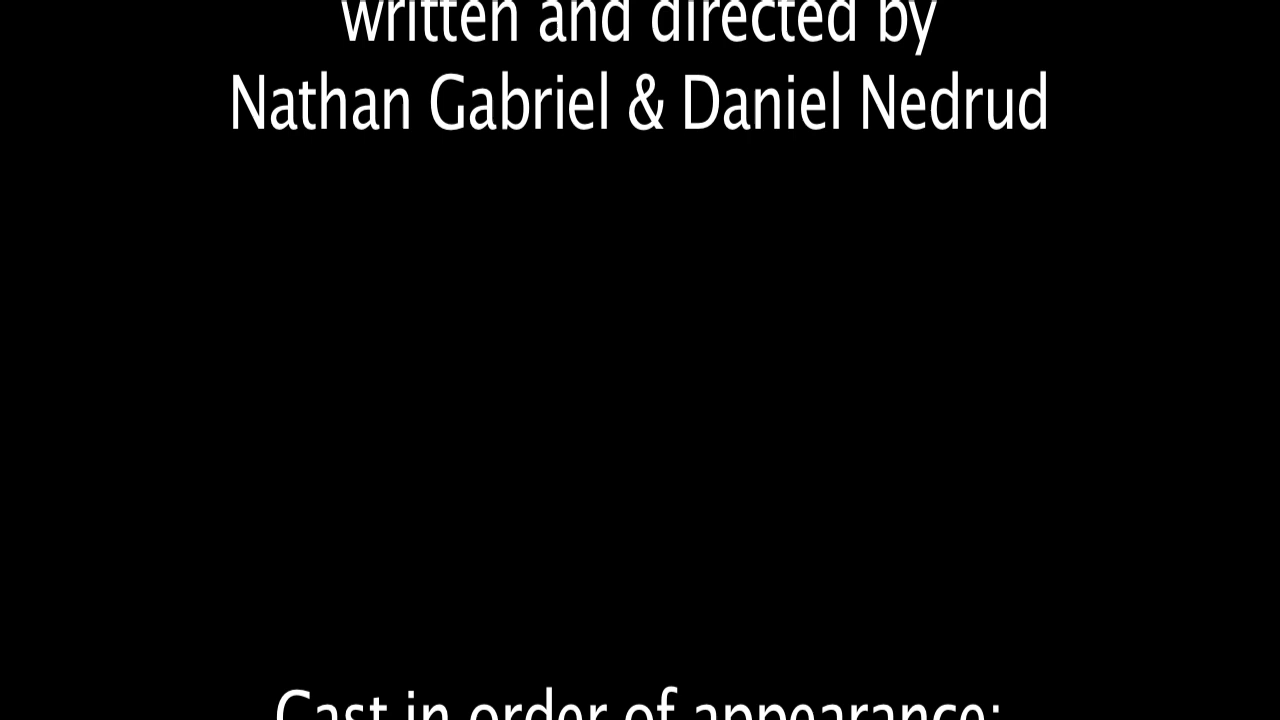 written and directed by
Nathan Gabriel & Daniel Nedrud
Cast in order of appearance: